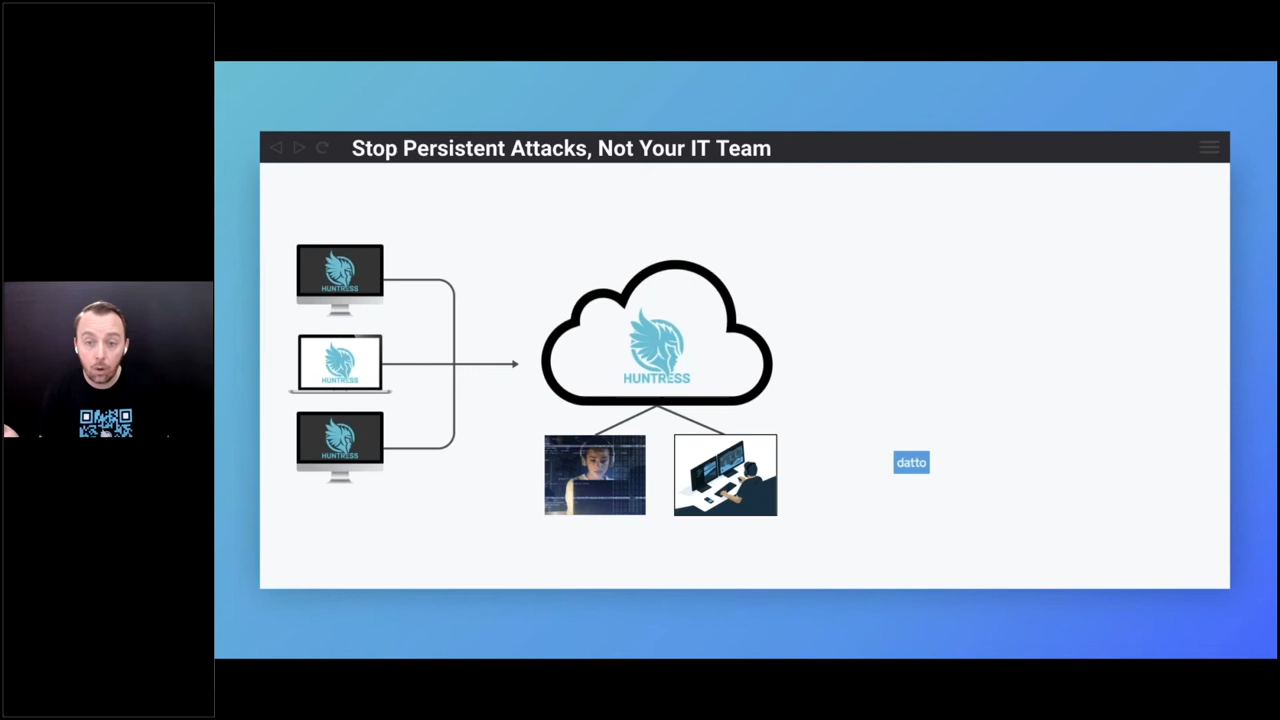 Stop Persistent Attacks, Not Your IT Team
HUNTRESS
HUNTRESS
HUNTRESS
HUNTRESS
datto